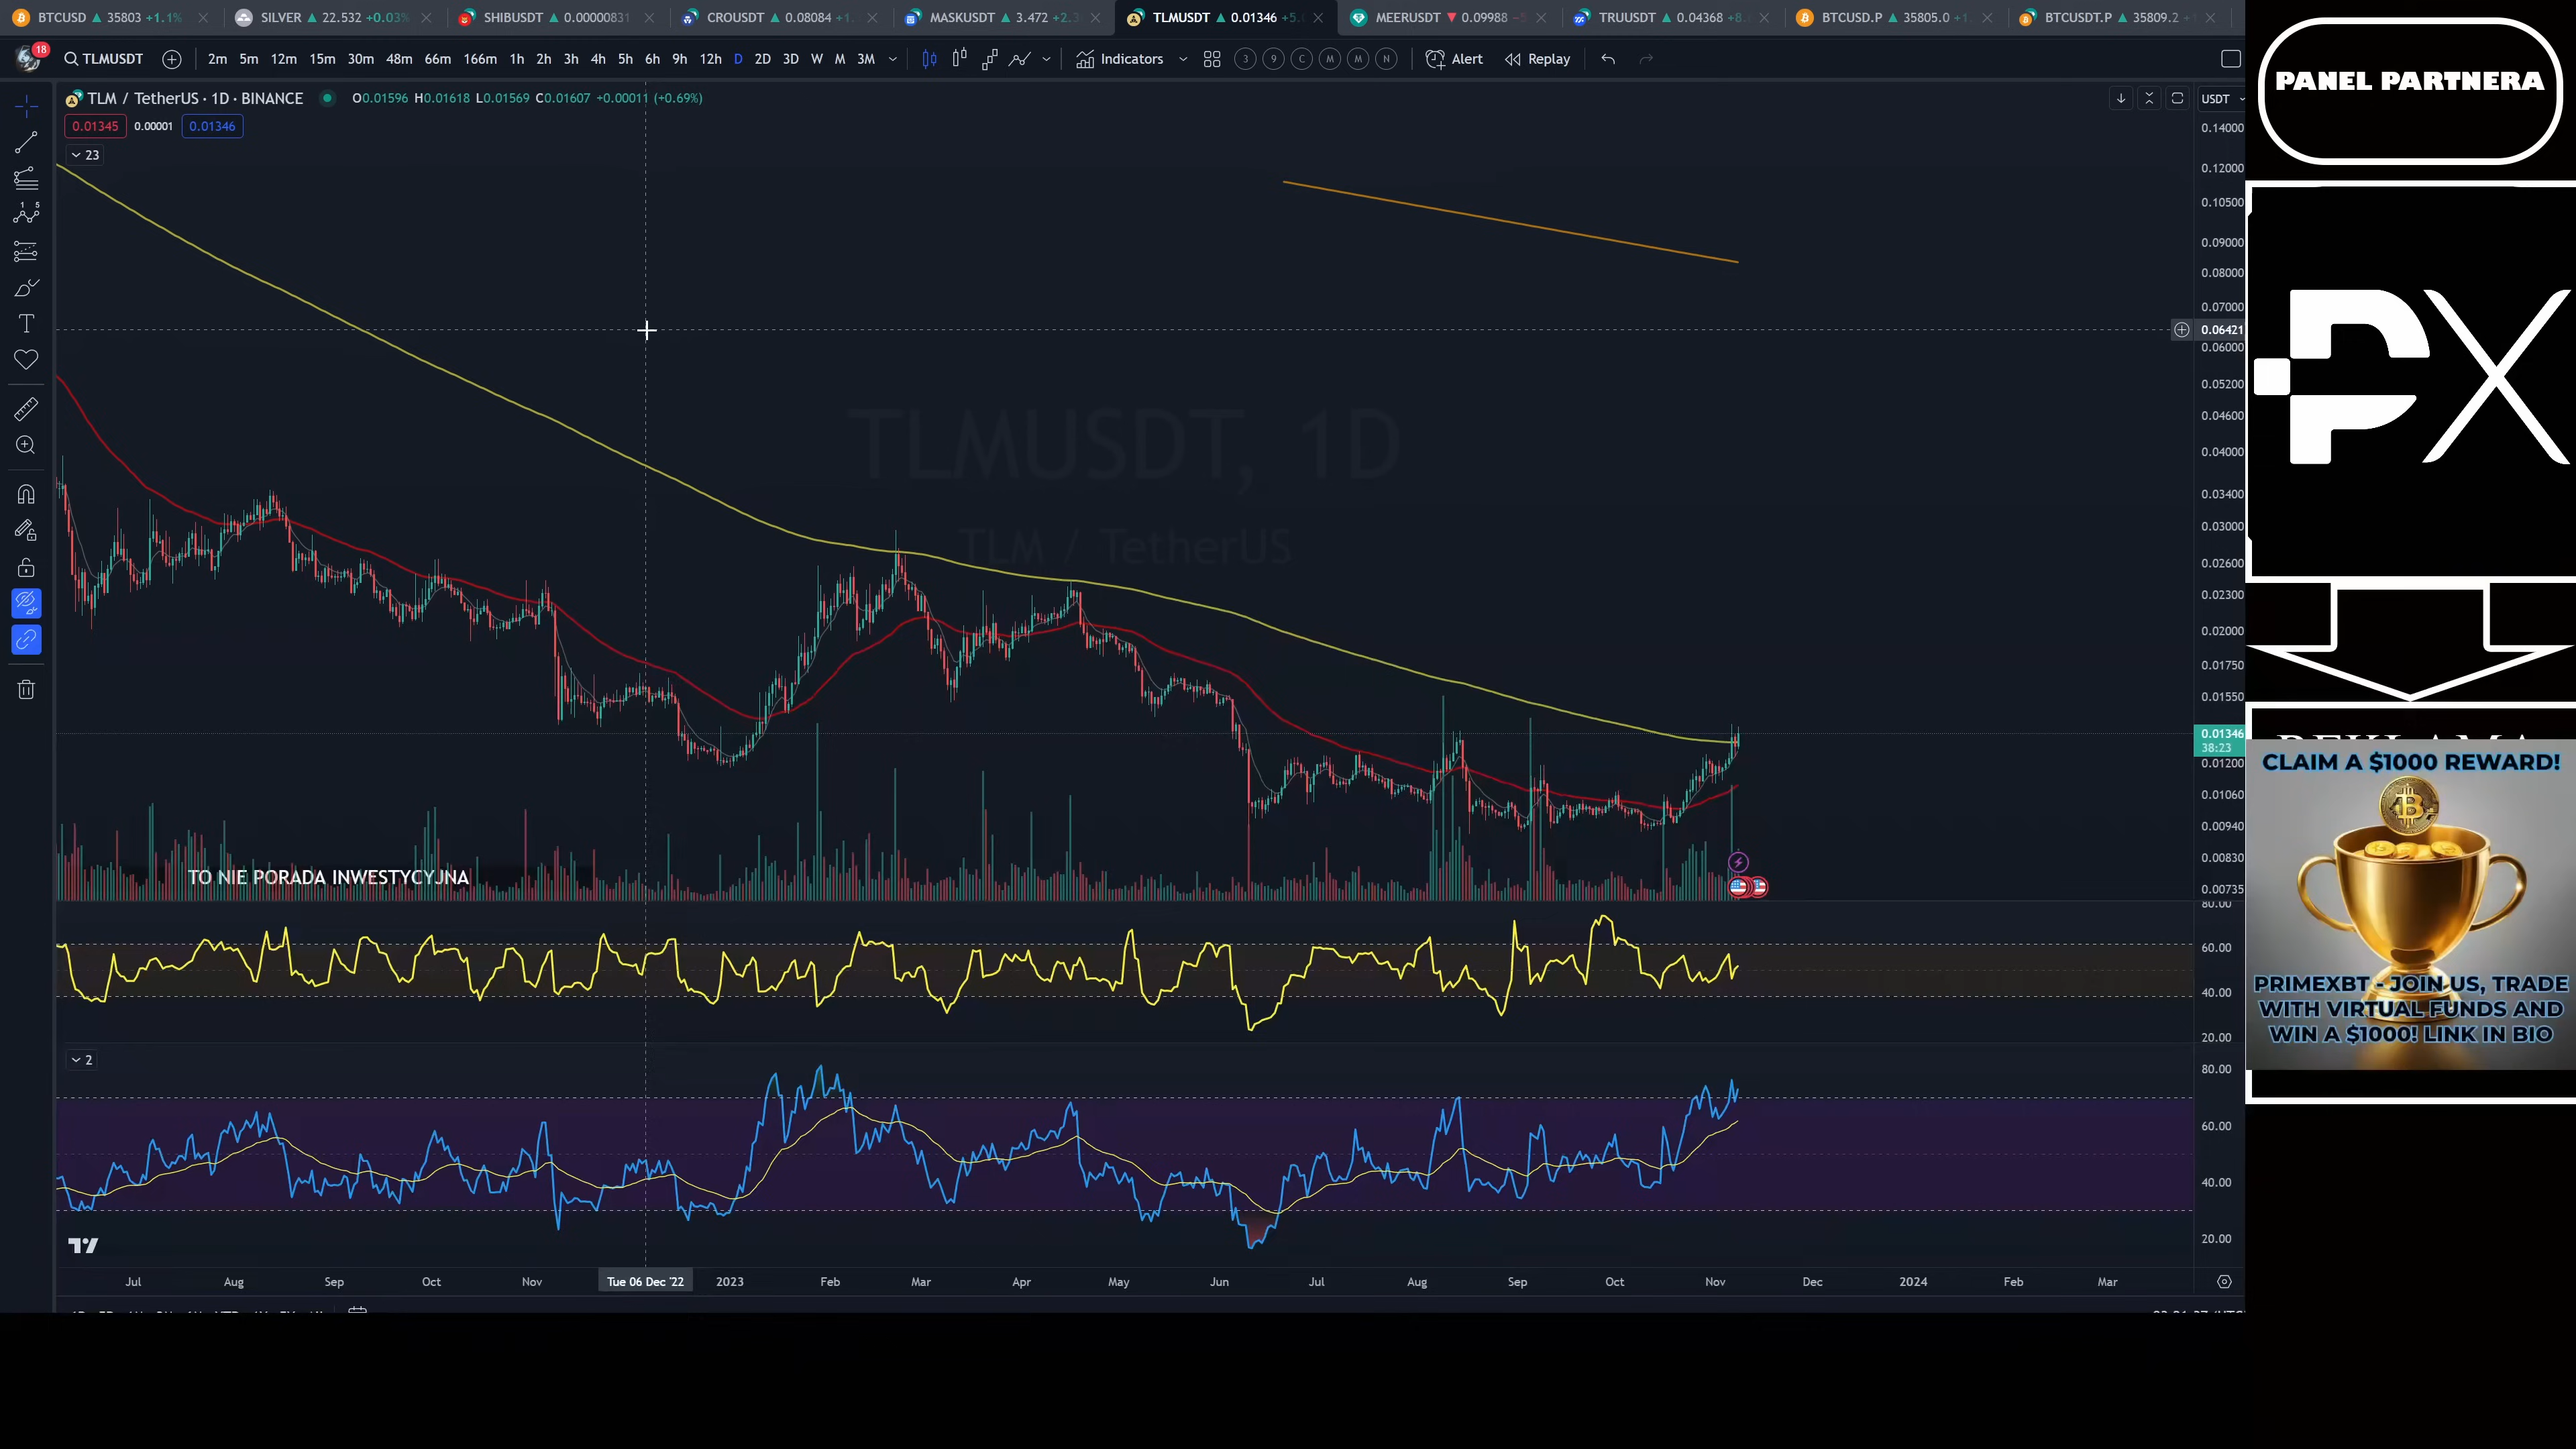 BTCUSD 35803 +1.1%
SILVER 22.532 +0.03%
SHIBUSDT 0.00000831
CROUSDT 0.08084 +1.
MASKUSDT 3.472 +2.3
TLMUSDT 0.01346 +5.
MEERUSDT 0.09988
TRUUSDT 0.04368 +8.
BTCUSD.P 35805.0 +1
BTCUSDT.P 35809.2 +
18
TLMUSDT 2m 5m 12m 15m 30m 48m 66m 166m 1h 2h 3h 4h 5h 6h 9h 12h D 2D 3D W M 3M Indicators 3 9 C M M N Alert Replay
TLM / TetherUS · 1D · BINANCE O0.01596 H0.01618 L0.01569 C0.01607 +0.00011 (+0.69%)
USDT
0.01345 0.00001 0.01346
23
0.14000
0.12000
0.10500
0.09000
0.08000
0.07000
0.06421
0.06000
0.05200
0.04600
0.04000
0.03400
0.03000
0.02600
0.02300
0.02000
0.01750
0.01550
0.01346
38:23
0.01200
0.01060
0.00940
0.00830
0.00735
TLMUSDT, 1D
TLM / TetherUS
TO NIE PORADA INWESTYCYJNA
80.00
60.00
40.00
20.00
2
80.00
60.00
40.00
20.00
Jul Aug Sep Oct Nov Tue 06 Dec '22 2023 Feb Mar Apr May Jun Jul Aug Sep Oct Nov Dec 2024 Feb Mar
PANEL PARTNERA
PX
CLAIM A $1000 REWARD!
PRIMEXBT - JOIN US, TRADE
WITH VIRTUAL FUNDS AND
WIN A $1000! LINK IN BIO